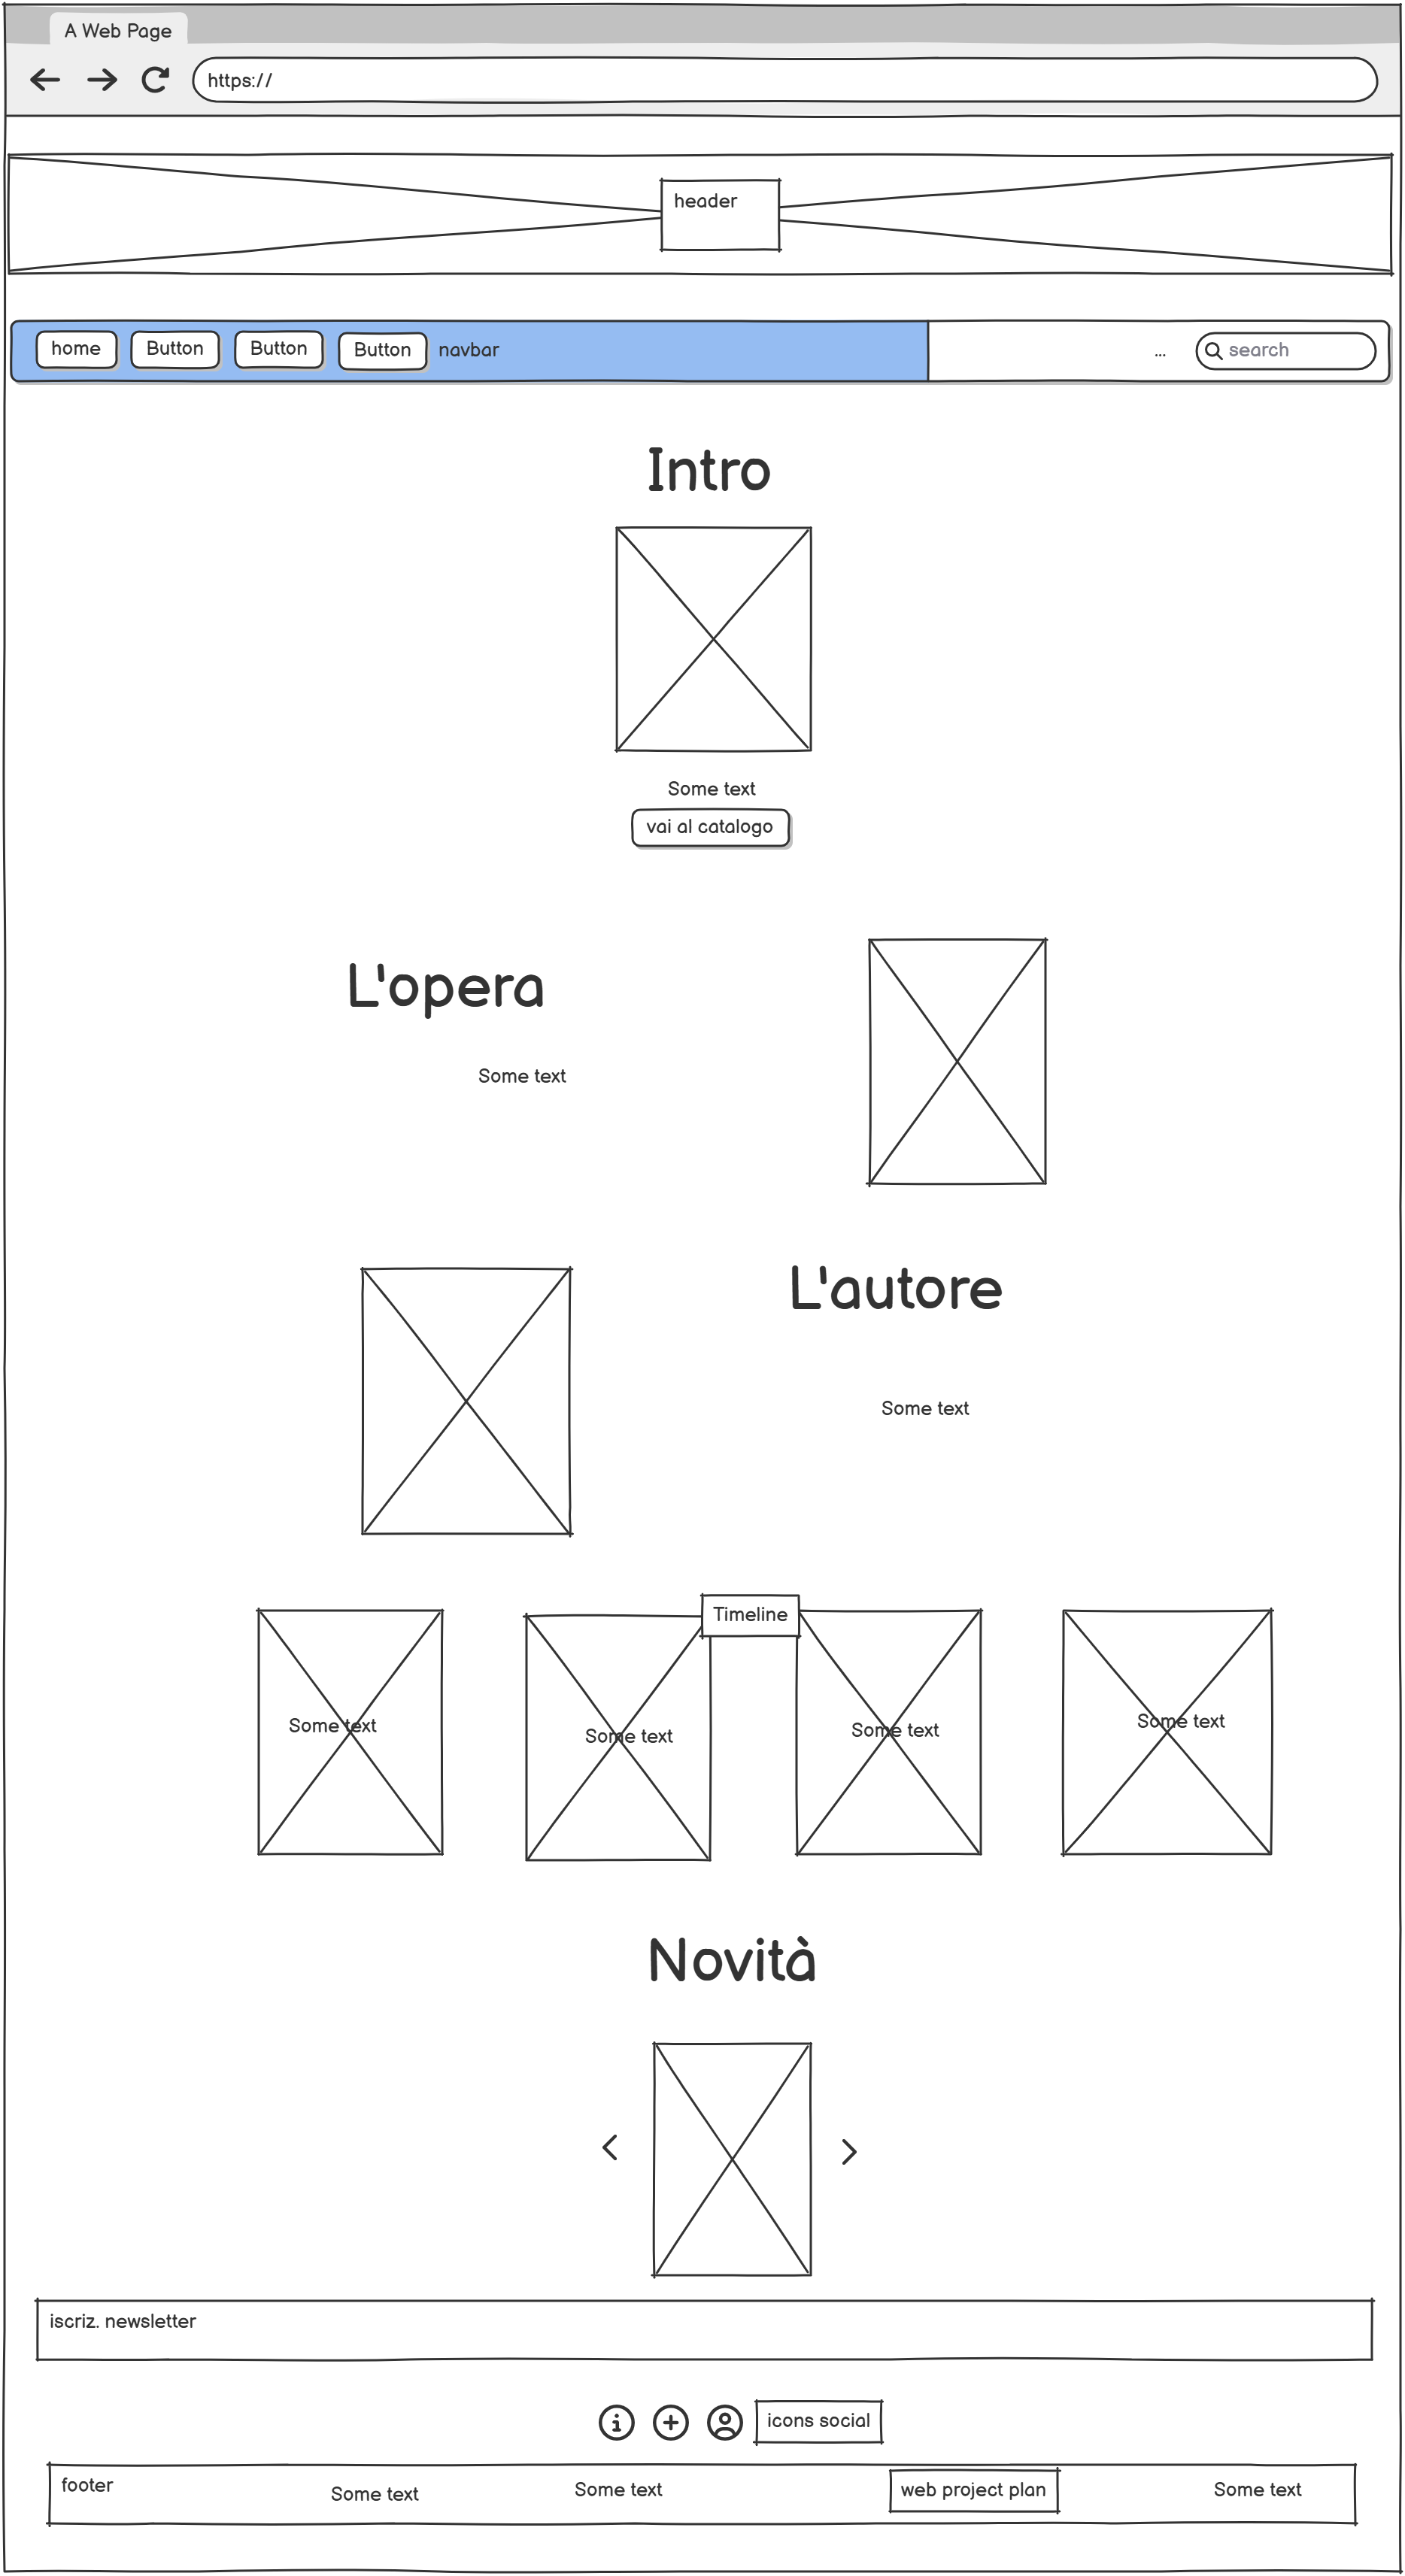 A Web Page
https://
header
home
Button
Button
Button
navbar
...
search
Intro
Some text
vai al catalogo
L'opera
Some text
L'autore
Some text
Timeline
Some text
Some text
Some text
Some text
Novità
iscriz. newsletter
icons social
footer
Some text
Some text
web project plan
Some text